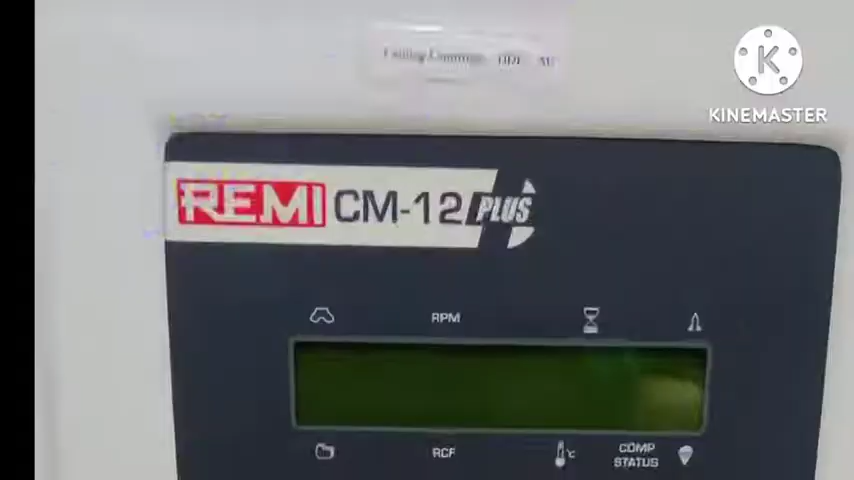 KINEMASTER
REMI CM-12 PLUS
RPM
RCF
°C
COMP
STATUS